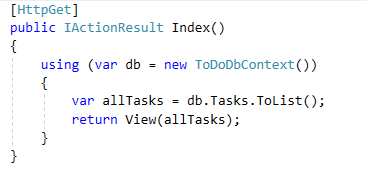 [HttpGet]
public IActionResult Index()
{
    using (var db = new ToDoDbContext())
    {
        var allTasks = db.Tasks.ToList();
        return View(allTasks);
    }
}